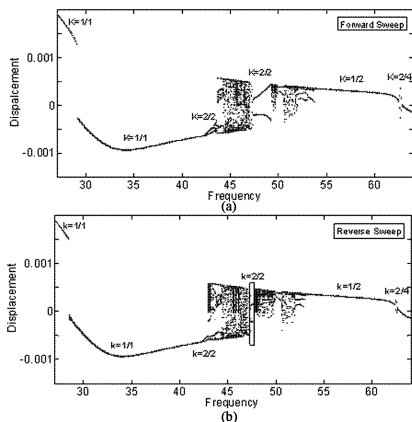 K=1/1
Forward Sweep
0.001
K=2/2
K=1/2
K=2/4
Dispalcement
0
K=2/2
K=1/1
-0.001
30
35
40
45
50
55
60
Frequency
(a)
k=1/1
Reverse Sweep
0.001
k=2/2
k=1/2
k=2/4
Displacement
0
k=1/1
k=2/2
-0.001
30
35
40
45
50
55
60
Frequency
(b)